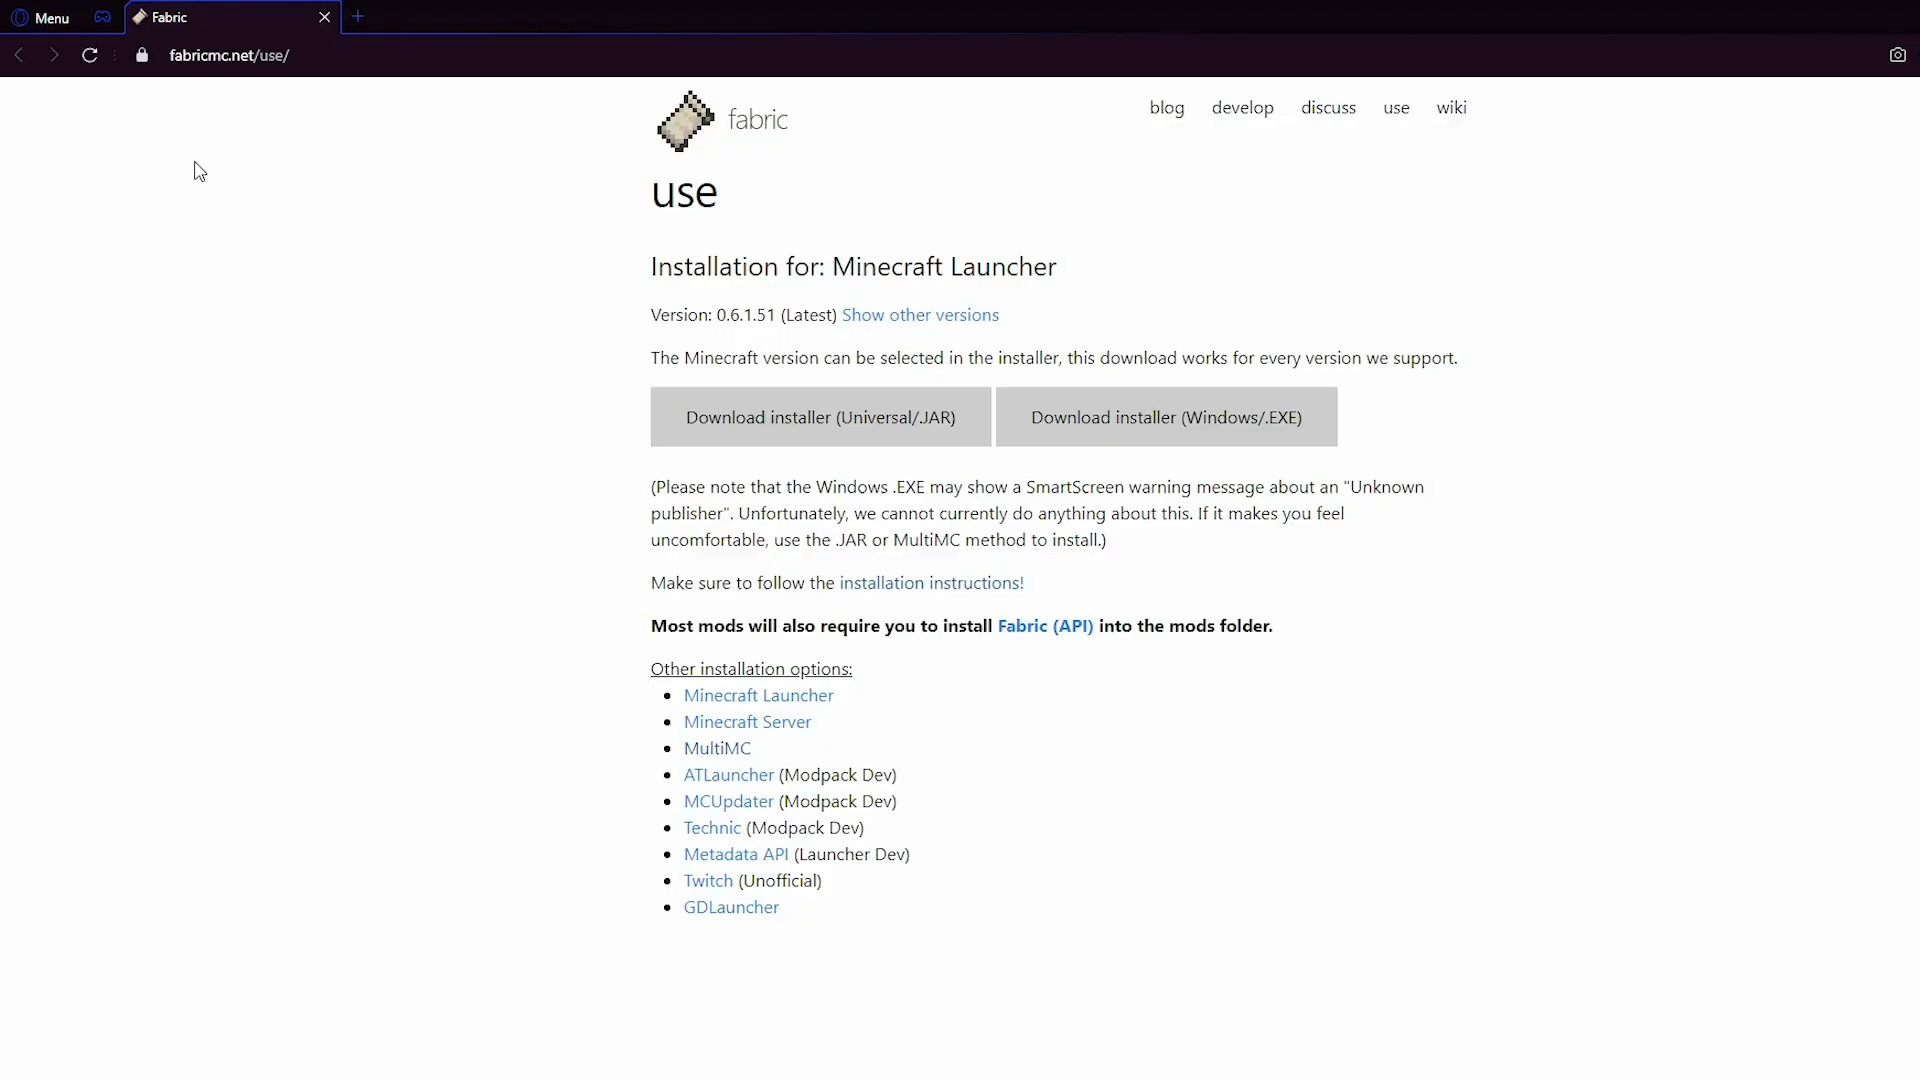 Menu
Fabric
fabricmc.net/use/
fabric
blog
develop
discuss
use
wiki
use
Installation for: Minecraft Launcher
Version: 0.6.1.51 (Latest) Show other versions
The Minecraft version can be selected in the installer, this download works for every version we support.
Download installer (Universal/.JAR)
Download installer (Windows/.EXE)
(Please note that the Windows .EXE may show a SmartScreen warning message about an "Unknown
publisher". Unfortunately, we cannot currently do anything about this. If it makes you feel
uncomfortable, use the .JAR or MultiMC method to install.)
Make sure to follow the installation instructions!
Most mods will also require you to install Fabric (API) into the mods folder.
Other installation options:
Minecraft Launcher
Minecraft Server
MultiMC
ATLauncher (Modpack Dev)
MCUpdater (Modpack Dev)
Technic (Modpack Dev)
Metadata API (Launcher Dev)
Twitch (Unofficial)
GDLauncher